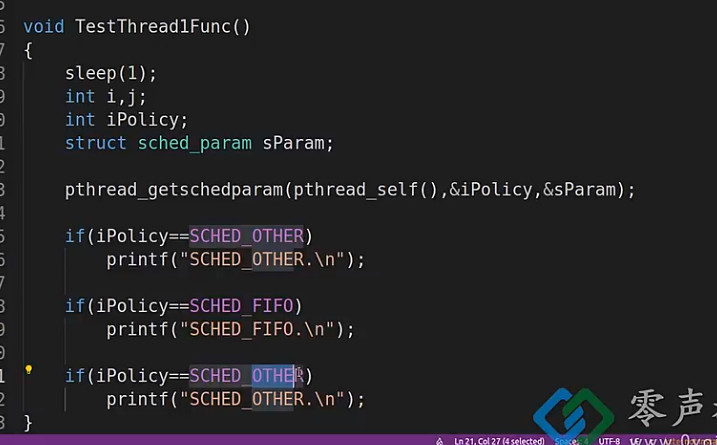 void TestThread1Func()
{
sleep(1);
int i,j;
int iPolicy;
struct sched_param sParam;
pthread_getschedparam(pthread_self(),&iPolicy,&sParam);
if(iPolicy==SCHED_OTHER)
printf("SCHED_OTHER.\n");
if(iPolicy==SCHED_FIFO)
printf("SCHED_FIFO.\n");
if(iPolicy==SCHED_OTHER)
printf("SCHED_OTHER.\n");
}
零声
Ln 21, Col 27 (4 selected) Spaces: 4 UTF-8